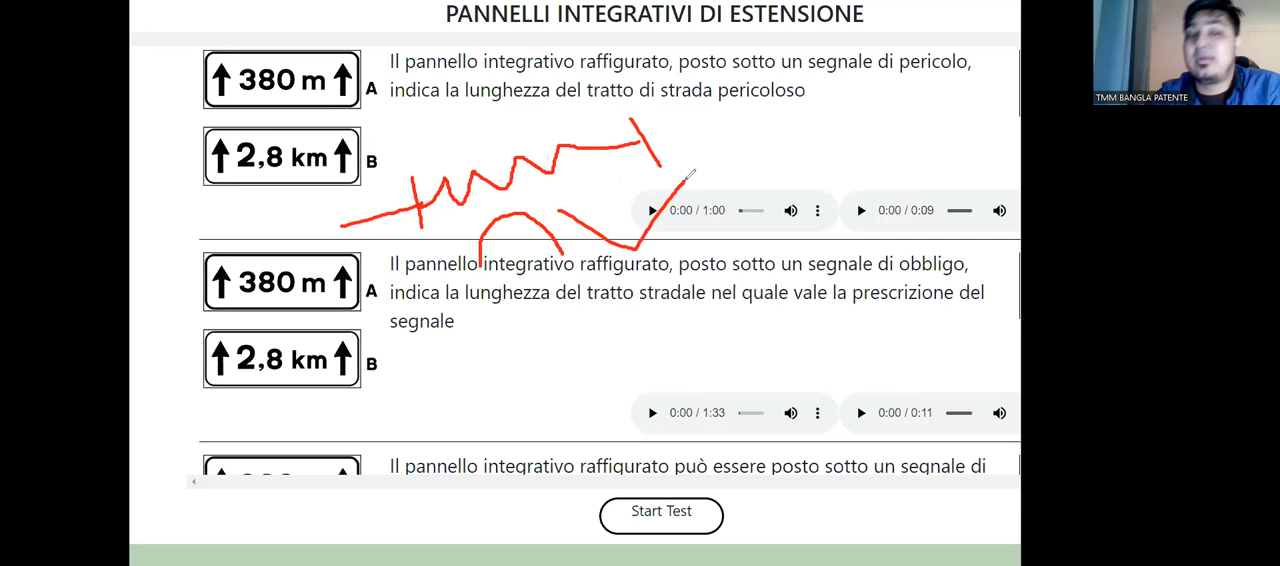 PANNELLI INTEGRATIVI DI ESTENSIONE
TMM BANGLA PATENTE
380 m A
Il pannello integrativo raffigurato, posto sotto un segnale di pericolo,
indica la lunghezza del tratto di strada pericoloso
2,8 km B
0:00 / 1:00
0:00 / 0:09
380 m A
Il pannello integrativo raffigurato, posto sotto un segnale di obbligo,
indica la lunghezza del tratto stradale nel quale vale la prescrizione del
segnale
2,8 km B
0:00 / 1:33
0:00 / 0:11
Il pannello integrativo raffigurato può essere posto sotto un segnale di
Start Test